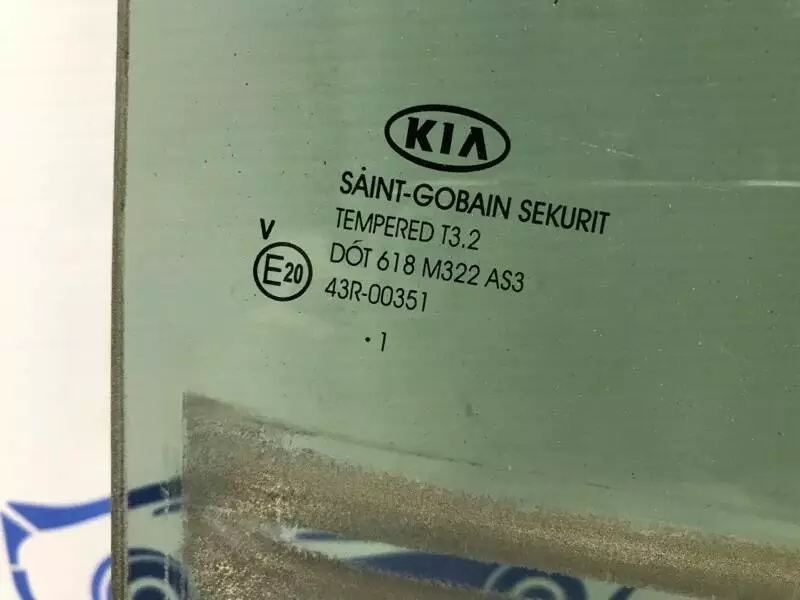 KIA
SAINT-GOBAIN SEKURIT
TEMPERED T3.2
V
DOT 618 M322 AS3
E20
43R-00351
· 1